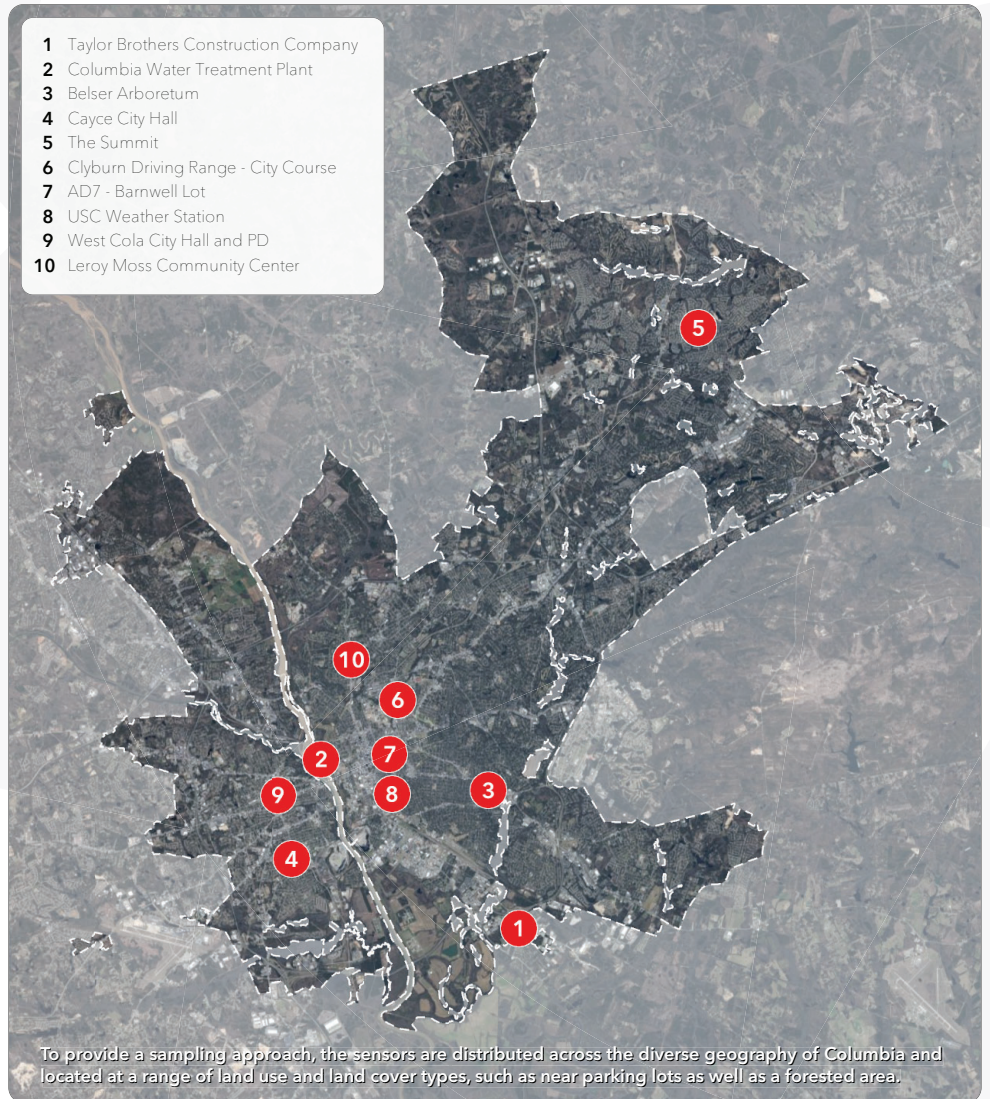 1 Taylor Brothers Construction Company
2 Columbia Water Treatment Plant
3 Belser Arboretum
4 Cayce City Hall
5 The Summit
6 Clyburn Driving Range - City Course
7 AD7 - Barnwell Lot
8 USC Weather Station
9 West Cola City Hall and PD
10 Leroy Moss Community Center
5
10
6
7
2
3
8
9
4
1
To provide a sampling approach, the sensors are distributed across the diverse geography of Columbia and
located at a range of land use and land cover types, such as near parking lots as well as a forested area.